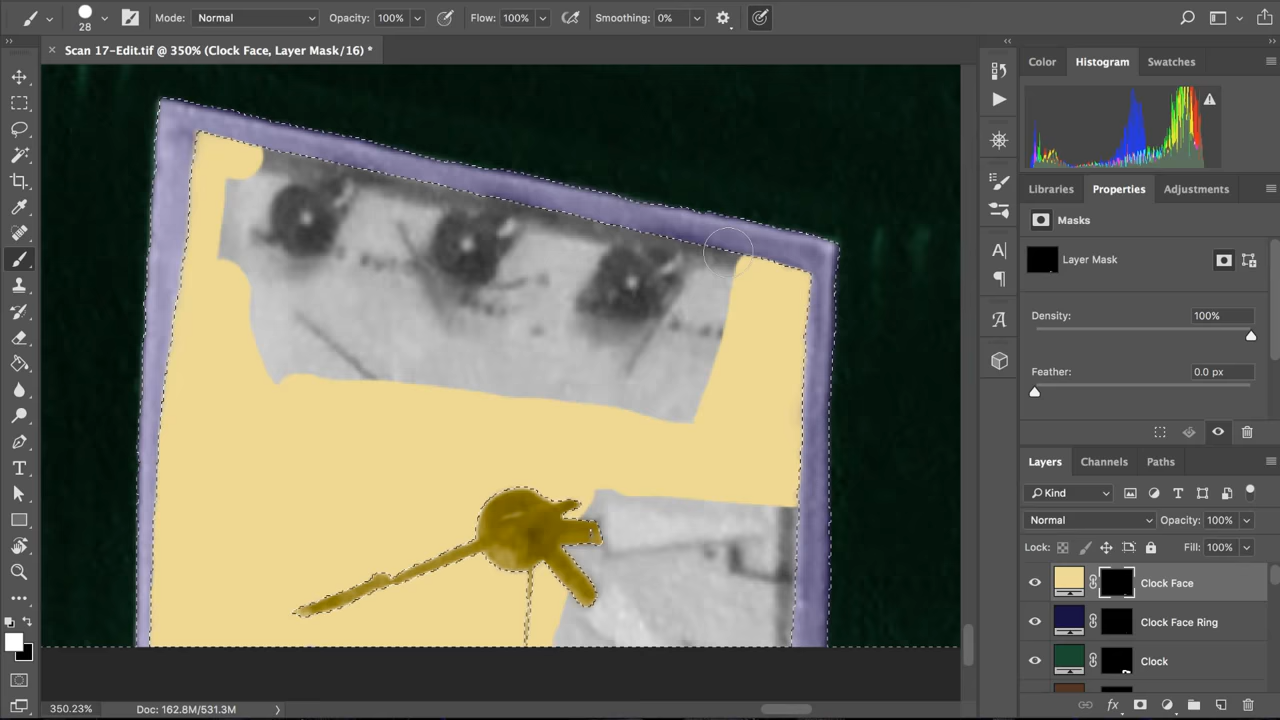 28
Mode: Normal
Opacity: 100%
Flow: 100%
Smoothing: 0%
Scan 17-Edit.tif @ 350% (Clock Face, Layer Mask/16) *
Color
Histogram
Swatches
Libraries
Properties
Adjustments
Masks
Layer Mask
Density: 100%
Feather: 0.0 px
Layers
Channels
Paths
Kind
Normal
Opacity: 100%
Lock:
Fill: 100%
Clock Face
Clock Face Ring
Clock
fx
350.23%
Doc: 162.8M/531.3M